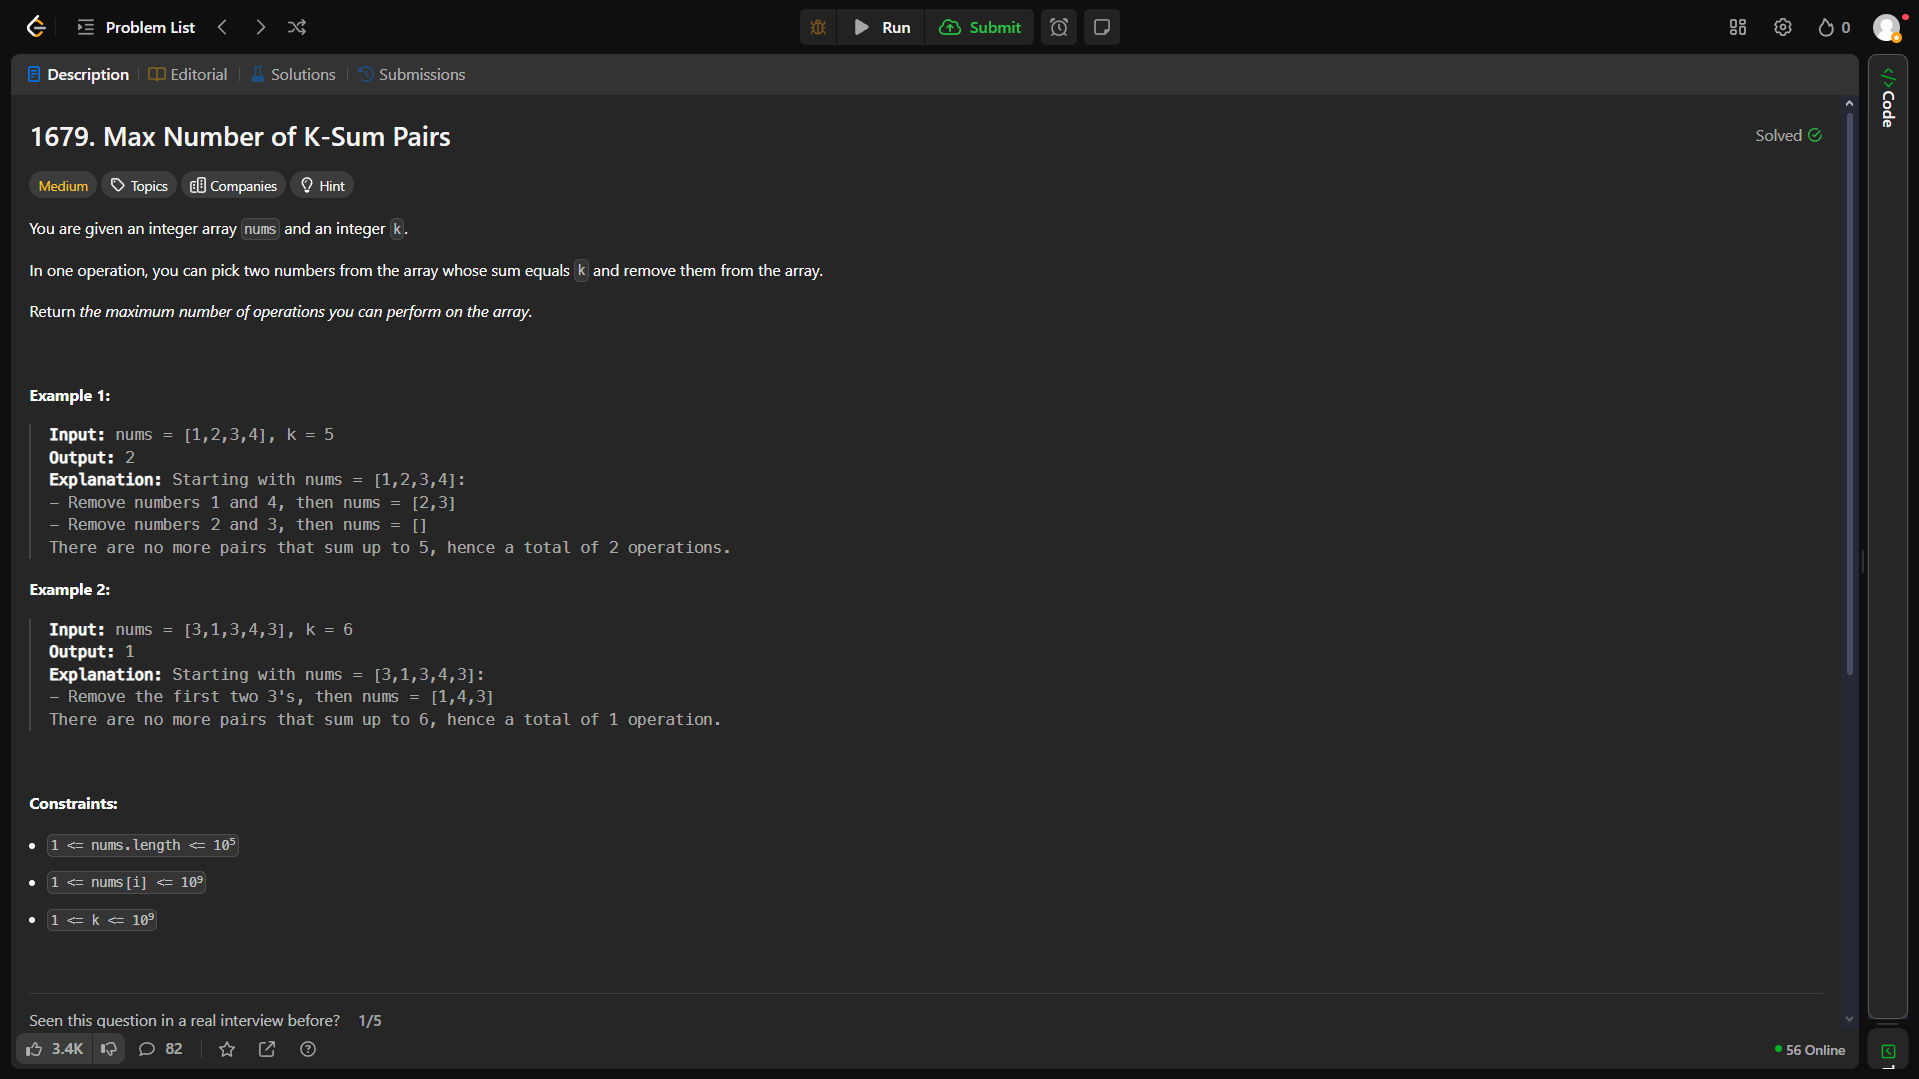 Problem List
Run
Submit
0
Description
Editorial
Solutions
Submissions
Code
1679. Max Number of K-Sum Pairs
Solved
Medium
Topics
Companies
Hint
You are given an integer array nums and an integer k.
In one operation, you can pick two numbers from the array whose sum equals k and remove them from the array.
Return the maximum number of operations you can perform on the array.
Example 1:
Input: nums = [1,2,3,4], k = 5
Output: 2
Explanation: Starting with nums = [1,2,3,4]:
- Remove numbers 1 and 4, then nums = [2,3]
- Remove numbers 2 and 3, then nums = []
There are no more pairs that sum up to 5, hence a total of 2 operations.
Example 2:
Input: nums = [3,1,3,4,3], k = 6
Output: 1
Explanation: Starting with nums = [3,1,3,4,3]:
- Remove the first two 3's, then nums = [1,4,3]
There are no more pairs that sum up to 6, hence a total of 1 operation.
Constraints:
• 1 <= nums.length <= 10⁵
• 1 <= nums[i] <= 10⁹
• 1 <= k <= 10⁹
Seen this question in a real interview before? 1/5
3.4K
82
56 Online